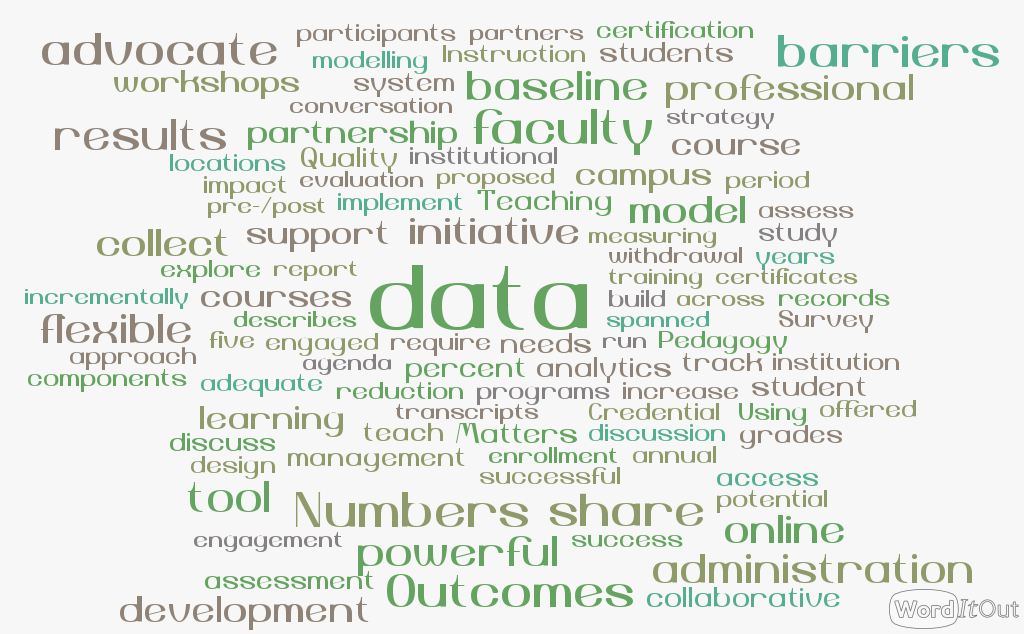 participants partners certification
advocate modelling Instruction students barriers
workshops system baseline professional
conversation
results partnership faculty strategy
course
locations Quality institutional
impact evaluation proposed campus period
pre-/post implement Teaching model assess
collect support initiative measuring study
withdrawal years
explore report data training certificates
incrementally courses build across records
flexible describes spanned Survey
five engaged require needs run Pedagogy
approach agenda percent analytics track institution
components adequate reduction programs increase student
learning transcripts Credential Using offered
discuss teach Matters discussion grades
design management enrollment annual
successful access
tool Numbers share potential
engagement powerful success online
assessment Outcomes administration
development collaborative
WordItOut